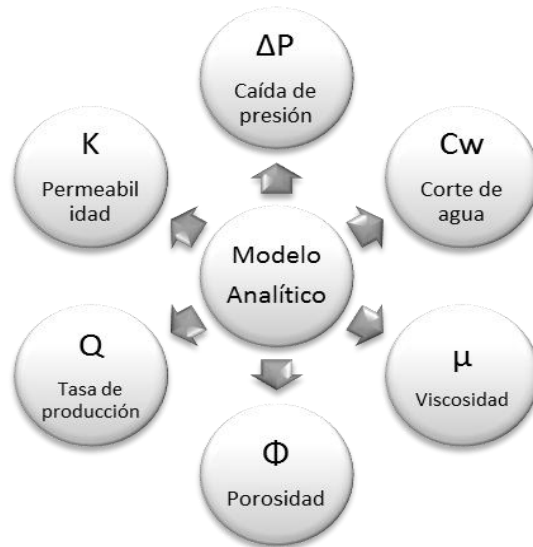 ΔP
Caída de
presión
K
Permeabil
idad
Cw
Corte de
agua
Modelo
Analítico
Q
Tasa de
producción
μ
Viscosidad
Φ
Porosidad